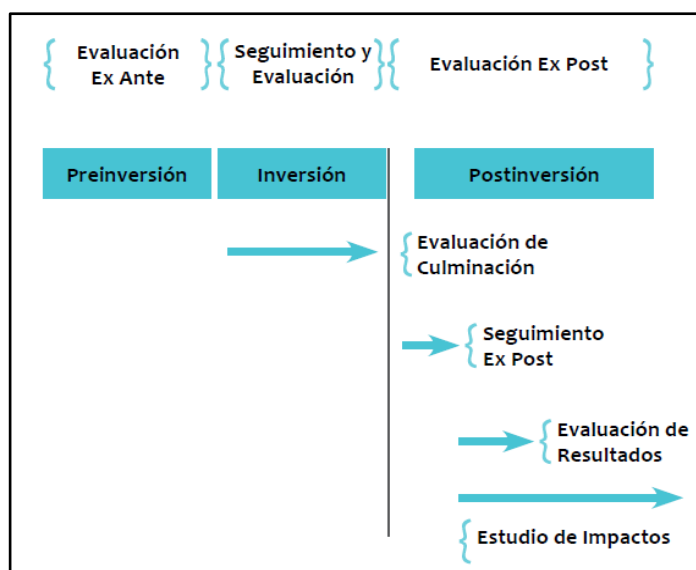 Evaluación
Ex Ante
Seguimiento y
Evaluación
Evaluación Ex Post
Preinversión
Inversión
Postinversión
Evaluación de
Culminación
Seguimiento
Ex Post
Evaluación de
Resultados
Estudio de Impactos